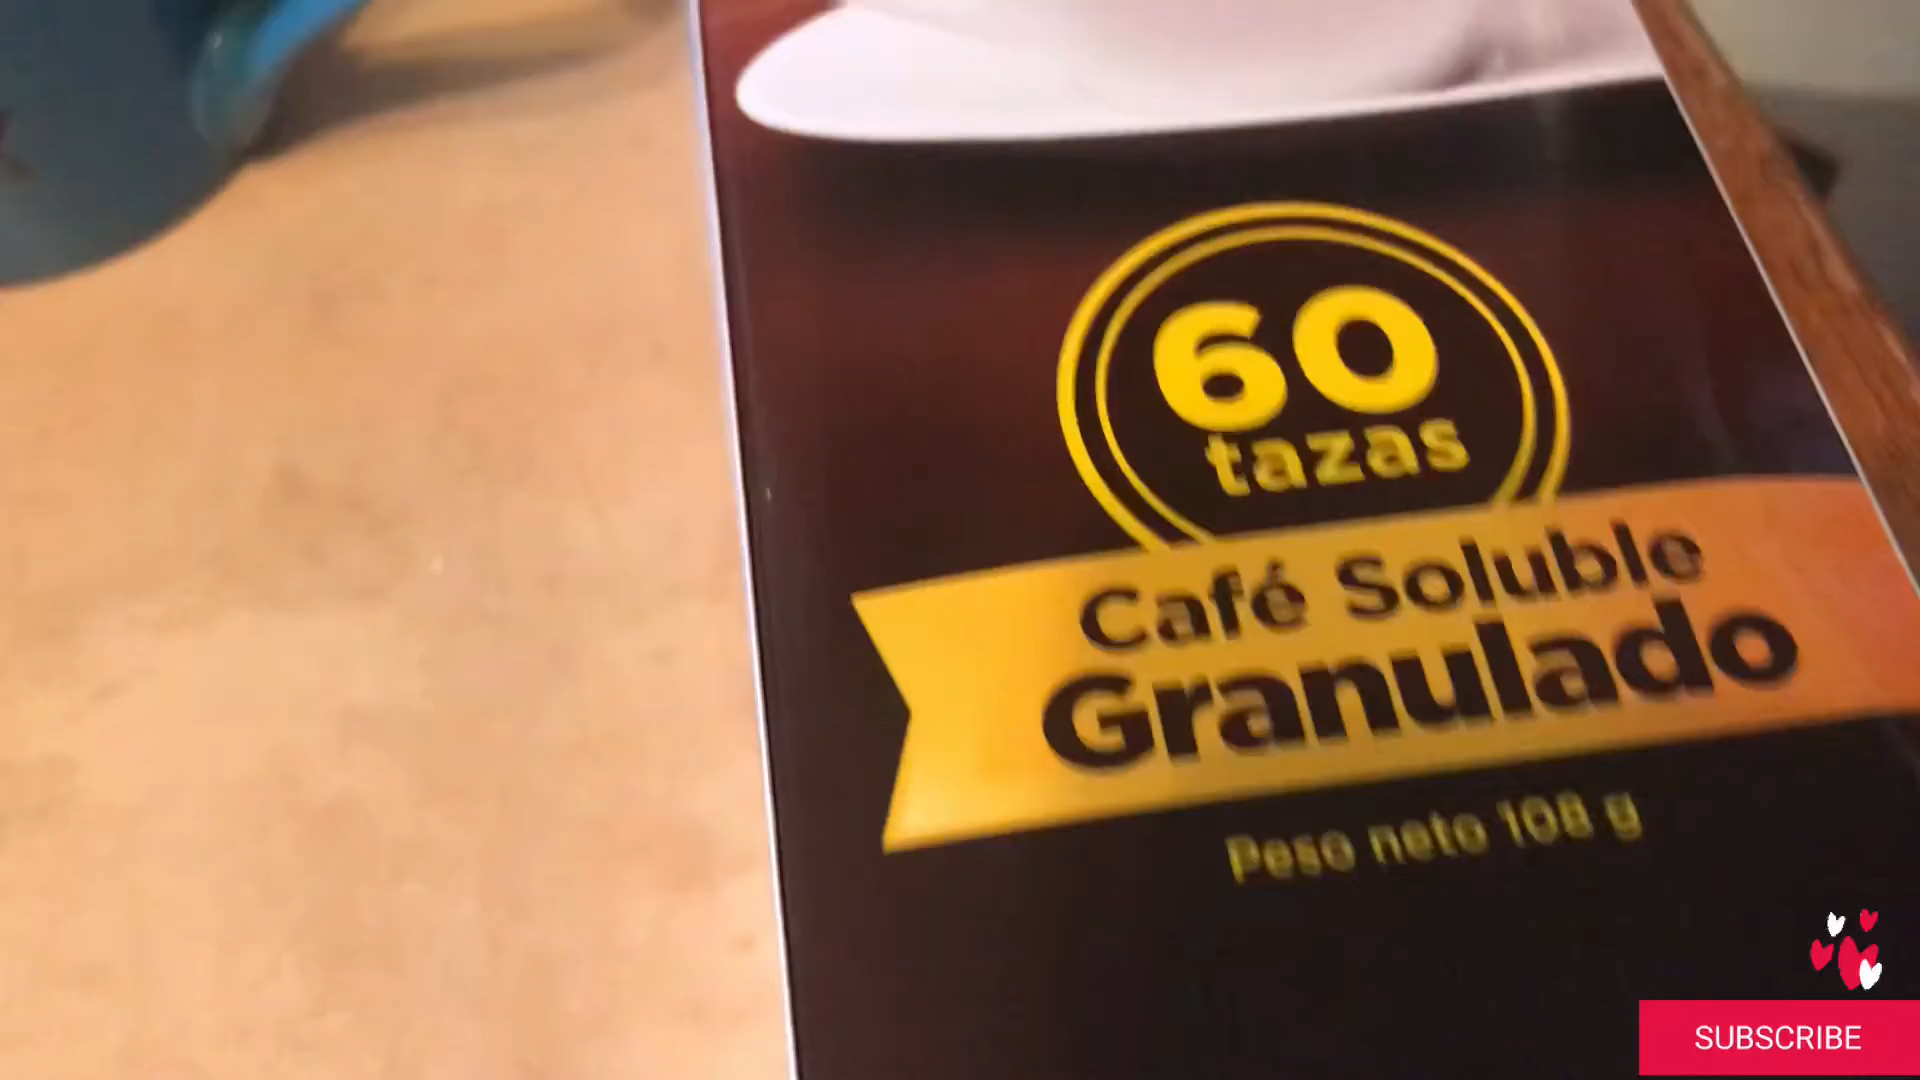 60
tazas
Café Soluble
Granulado
Peso neto 108 g
SUBSCRIBE